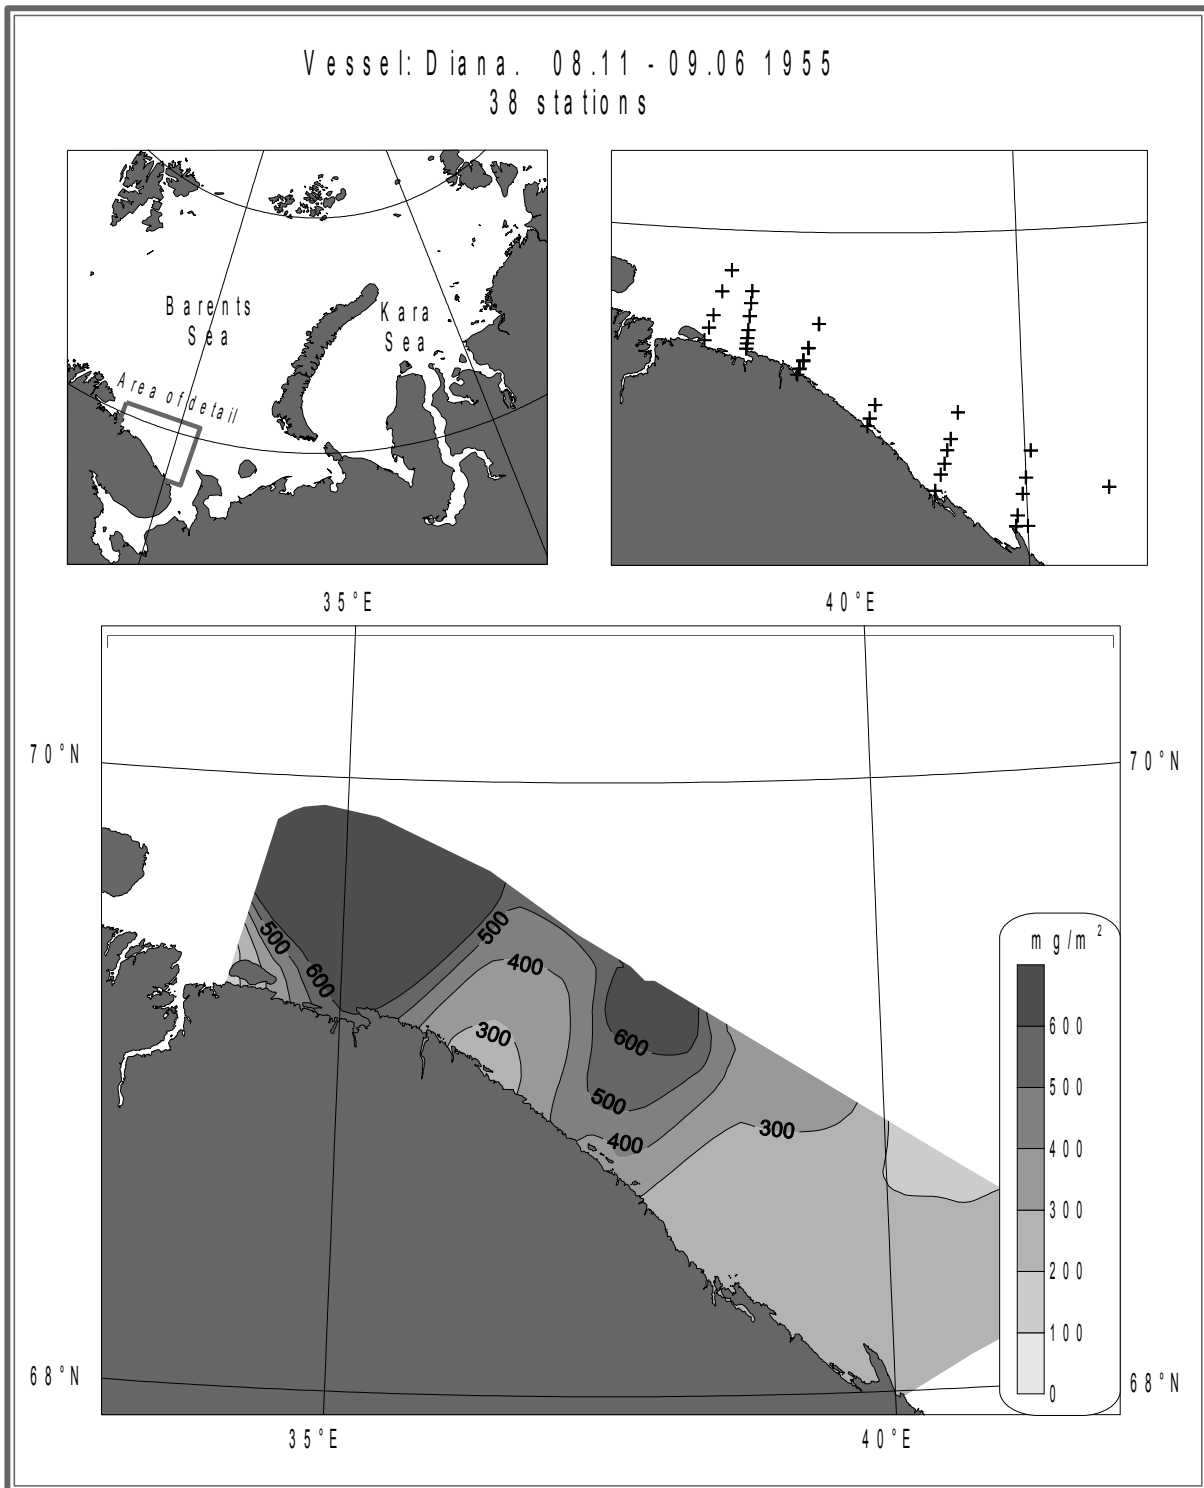 Vessel: Diana. 08.11 - 09.06 1955
38 stations
Barents
Sea
Kara
Sea
Area of detail
35°E
40°E
70°N
70°N
500
500
400
600
300
600
500
400
300
mg/m²
600
500
400
300
200
100
0
68°N
68°N
35°E
40°E